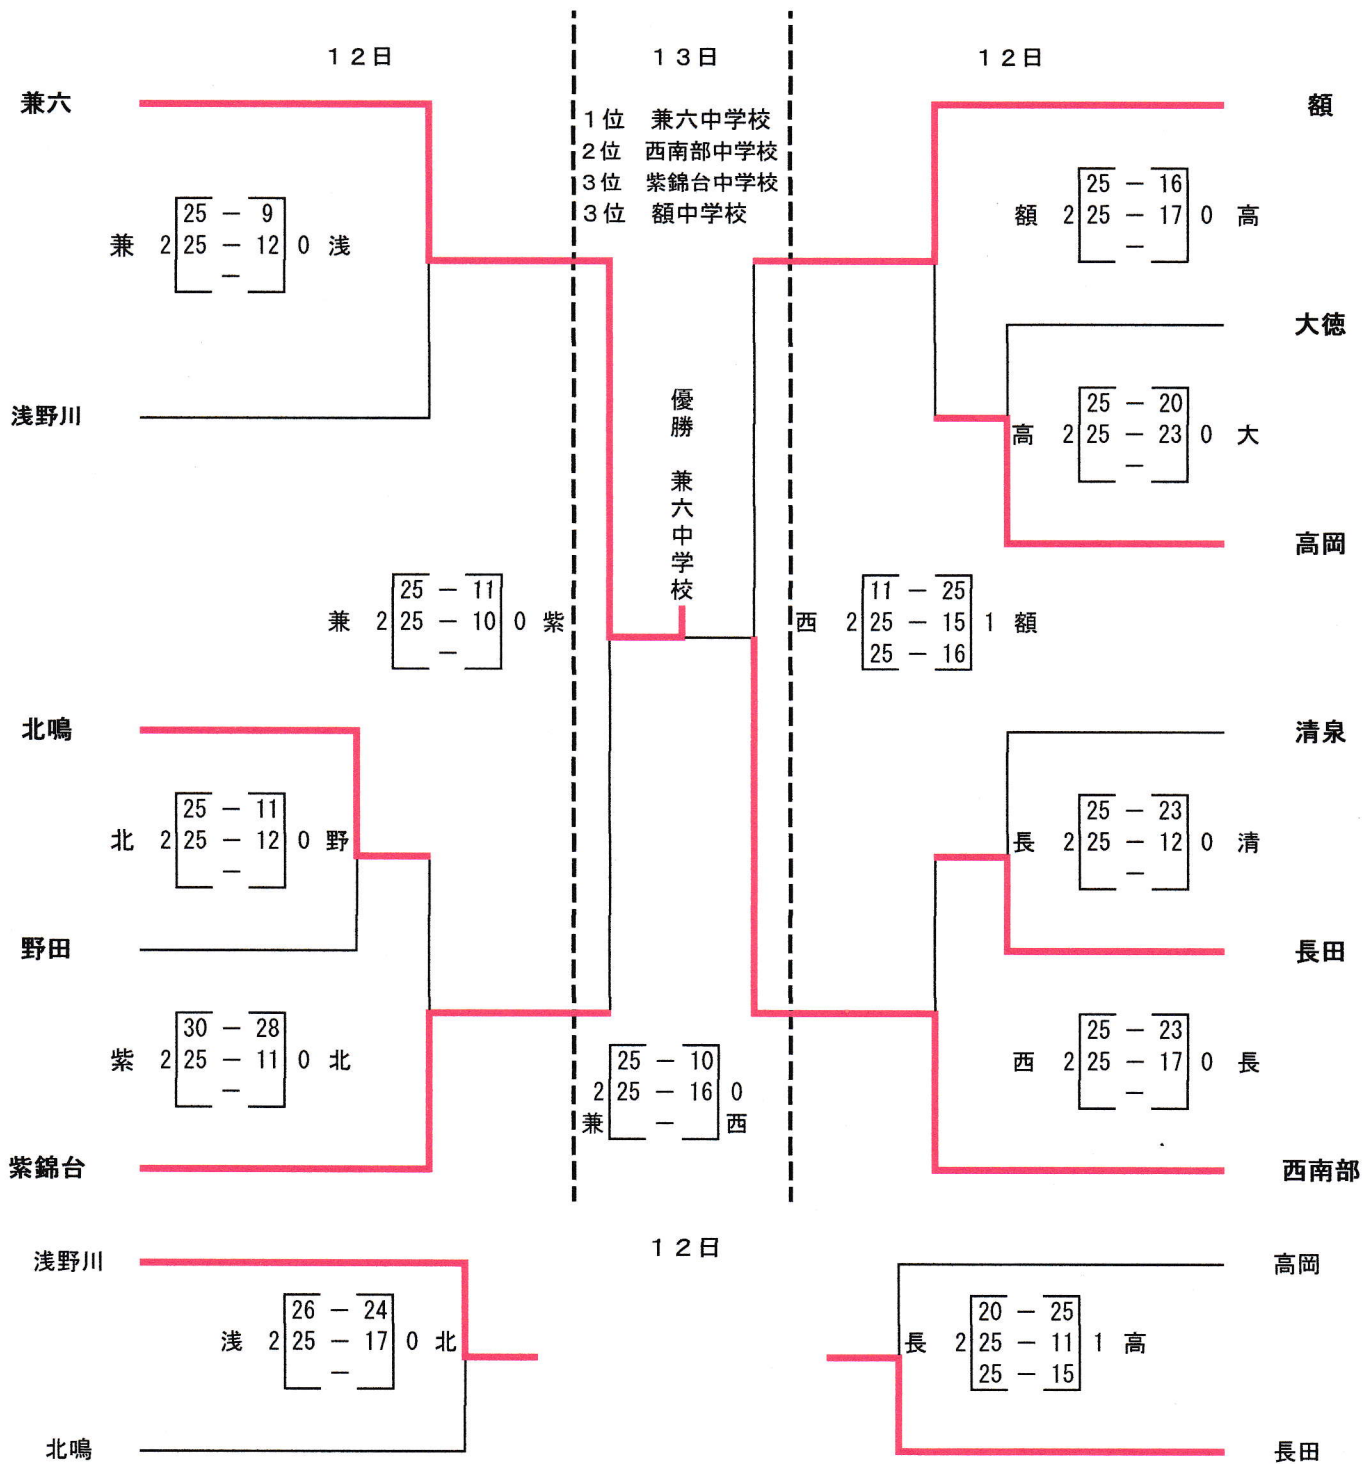 12日
13日
12日
兼六
額
1位 兼六中学校
2位 西南部中学校
3位 紫錦台中学校
3位 額中学校
25 － 9
兼 2 25 － 12 0 浅
－
25 － 16
額 2 25 － 17 0 高
－
大徳
浅野川
25 － 20
高 2 25 － 23 0 大
－
高岡
優勝 兼六中学校
25 － 11
兼 2 25 － 10 0 紫
－
11 － 25
西 2 25 － 15 1 額
25 － 16
北鳴
清泉
25 － 11
北 2 25 － 12 0 野
－
25 － 23
長 2 25 － 12 0 清
－
野田
長田
30 － 28
紫 2 25 － 11 0 北
－
25 － 23
西 2 25 － 17 0 長
－
25 － 10
2 25 － 16 0
兼 － 西
紫錦台
西南部
12日
浅野川
高岡
26 － 24
浅 2 25 － 17 0 北
－
20 － 25
長 2 25 － 11 1 高
25 － 15
北鳴
長田